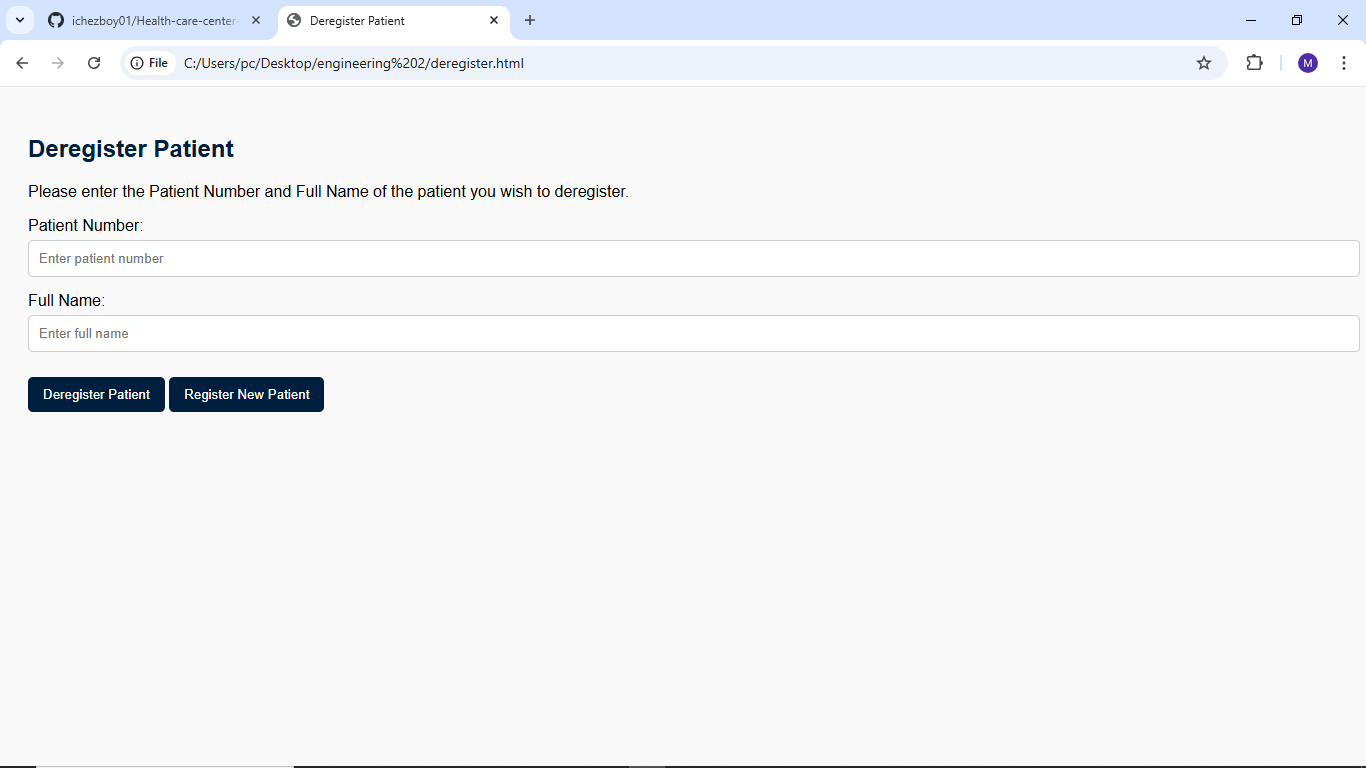 ichezboy01/Health-care-center-
Deregister Patient
File
C:/Users/pc/Desktop/engineering%202/deregister.html
M
Deregister Patient
Please enter the Patient Number and Full Name of the patient you wish to deregister.
Patient Number:
Enter patient number
Full Name:
Enter full name
Deregister Patient Register New Patient